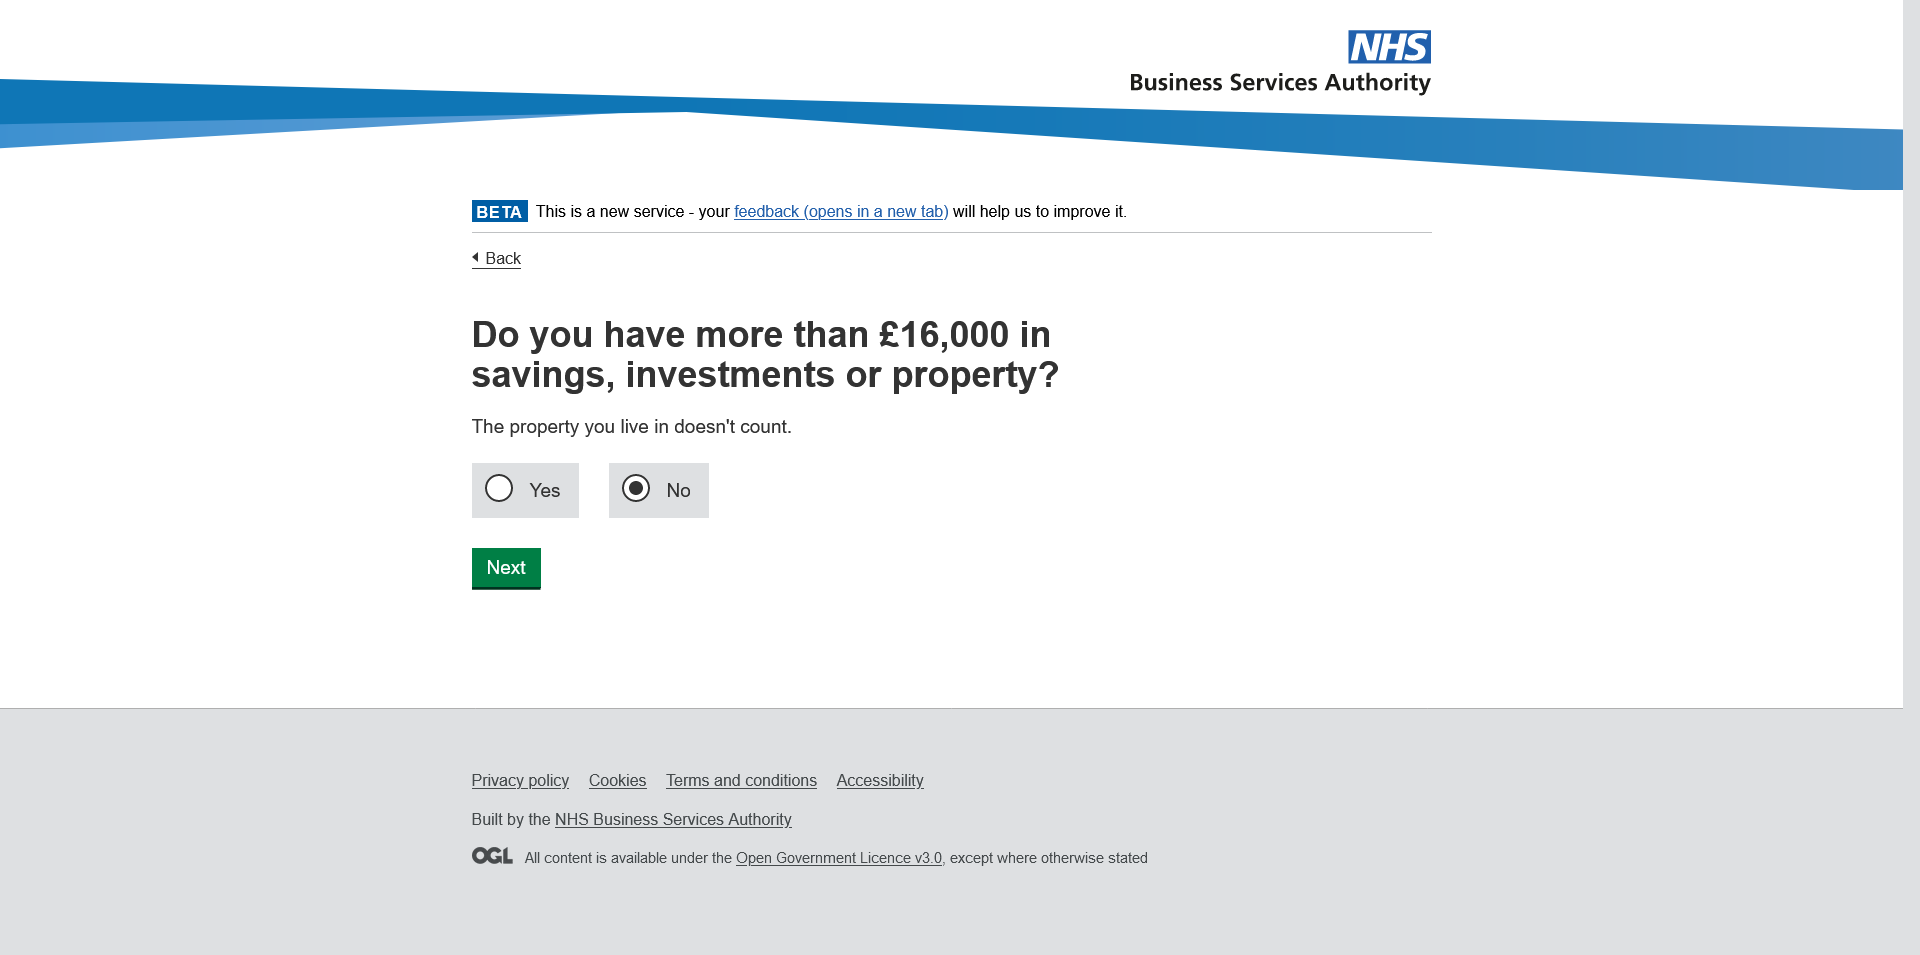 NHS
Business Services Authority
BETA This is a new service - your feedback (opens in a new tab) will help us to improve it.
Back
Do you have more than £16,000 in
savings, investments or property?
The property you live in doesn't count.
Yes No
Next
Privacy policy Cookies Terms and conditions Accessibility
Built by the NHS Business Services Authority
OGL All content is available under the Open Government Licence v3.0, except where otherwise stated